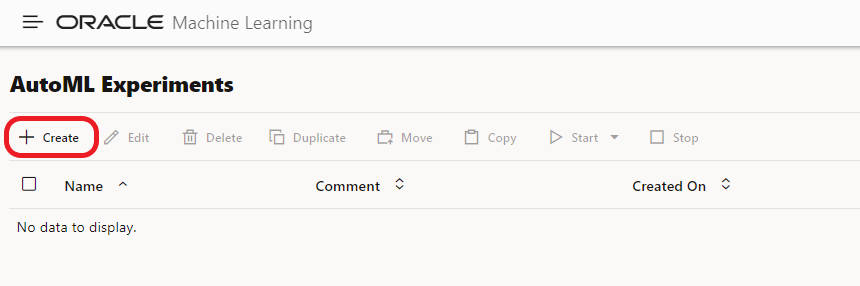 ORACLE Machine Learning
AutoML Experiments
Create Edit Delete Duplicate Move Copy Start Stop
Name Comment Created On
No data to display.